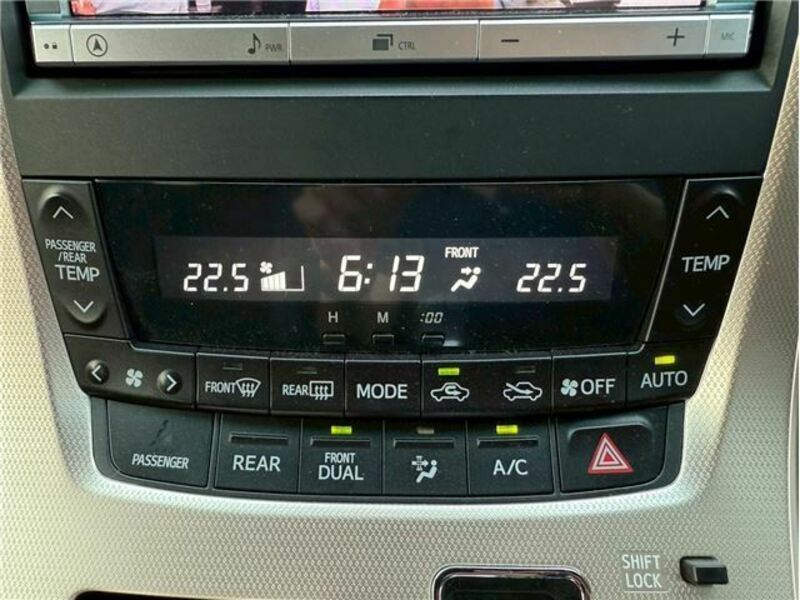 PWR CTRL − + MIC
PASSENGER
/REAR
TEMP
22.5 6:13 FRONT 22.5
TEMP
H M :00
FRONT REAR MODE OFF AUTO
PASSENGER REAR FRONT
DUAL A/C
SHIFT
LOCK